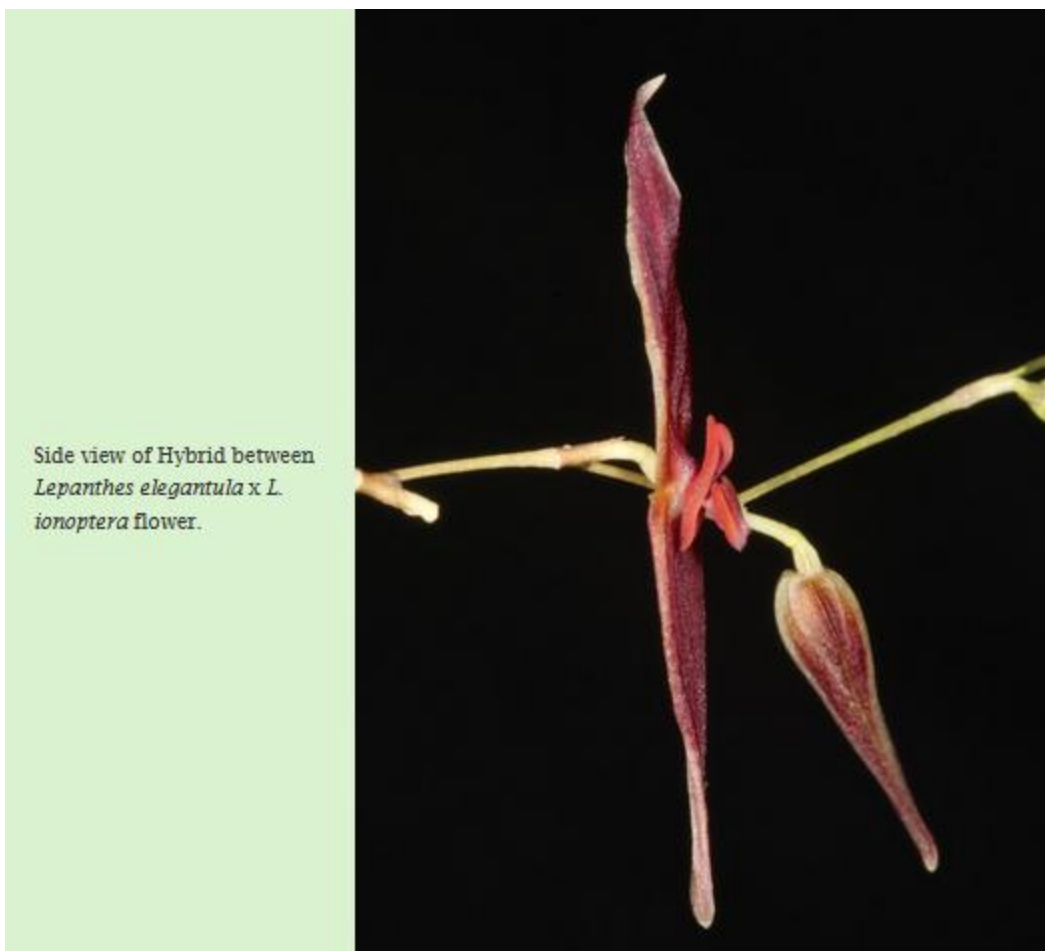 Side view of Hybrid between
Lepanthes elegantula x L.
ionoptera flower.